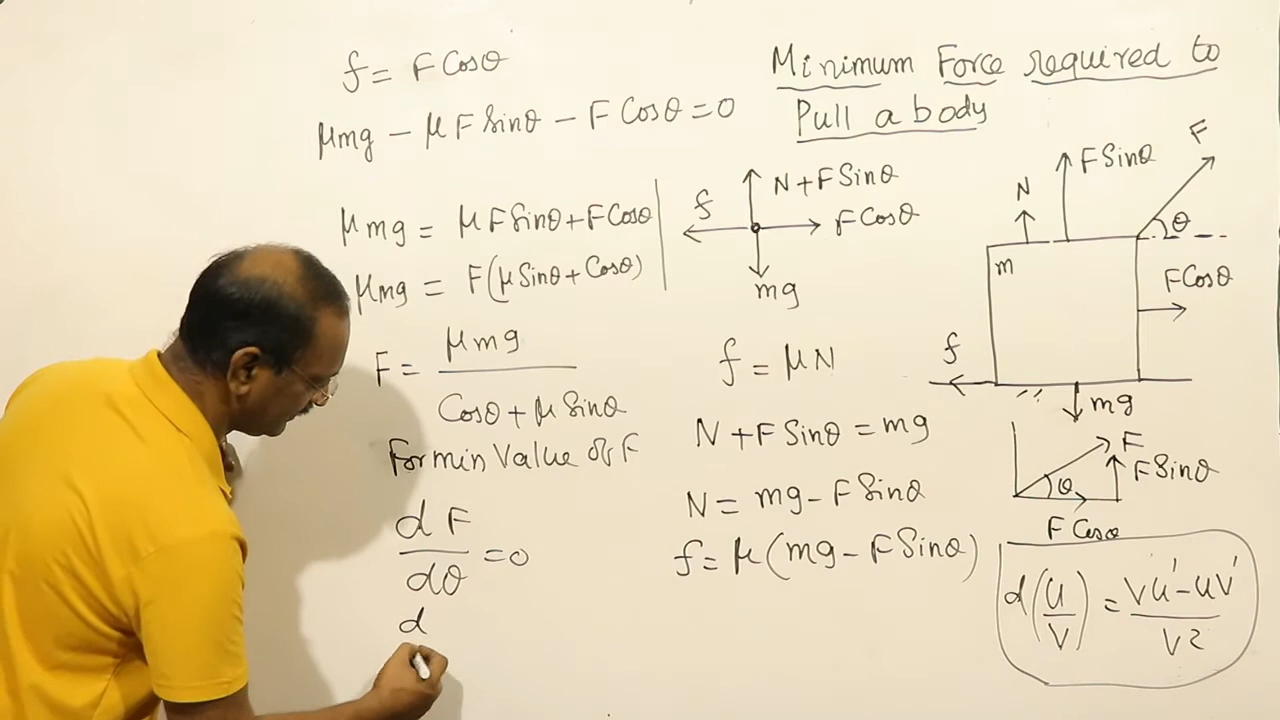 Minimum Force required to
Pull a body
f = F Cosθ
μmg - μ F Sinθ - F Cosθ = 0
μmg = μ F Sinθ + F Cosθ
μmg = F(μ Sinθ + Cosθ)
F = μmg / Cosθ + μ Sinθ
For min Value of F
dF / dθ = 0
d
N + F Sinθ
f
F Cosθ
mg
f = μN
N + F Sinθ = mg
N = mg - F Sinθ
f = μ(mg - F Sinθ)
F
F Sinθ
N
θ
m
F Cosθ
f
mg
F
F Sinθ
θ
F Cosθ
d(U/V) = VU' - UV' / V2